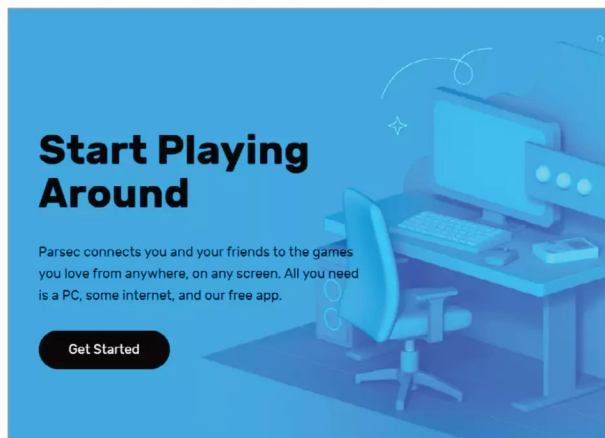 Start Playing
Around
Parsec connects you and your friends to the games
you love from anywhere, on any screen. All you need
is a PC, some internet, and our free app.
Get Started